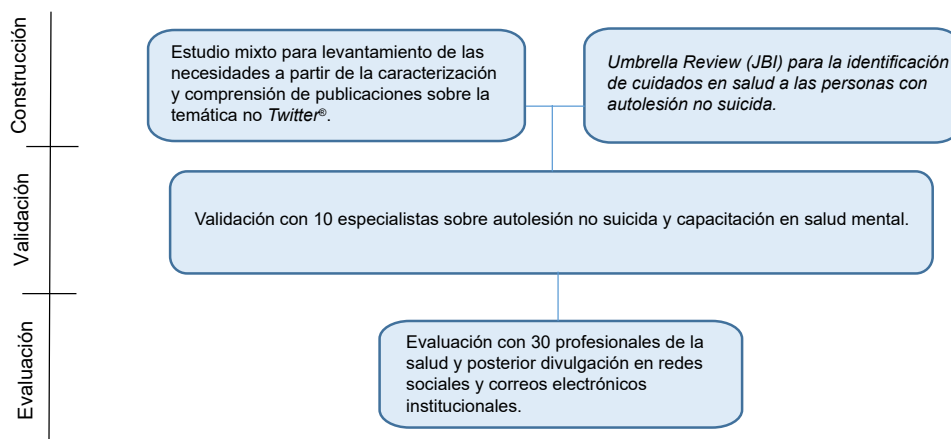 Construcción
Estudio mixto para levantamiento de las
necesidades a partir de la caracterización
y comprensión de publicaciones sobre la
temática no Twitter®.
Umbrella Review (JBI) para la identificación
de cuidados en salud a las personas con
autolesión no suicida.
Validación
Validación con 10 especialistas sobre autolesión no suicida y capacitación en salud mental.
Evaluación
Evaluación con 30 profesionales de la
salud y posterior divulgación en redes
sociales y correos electrónicos
institucionales.